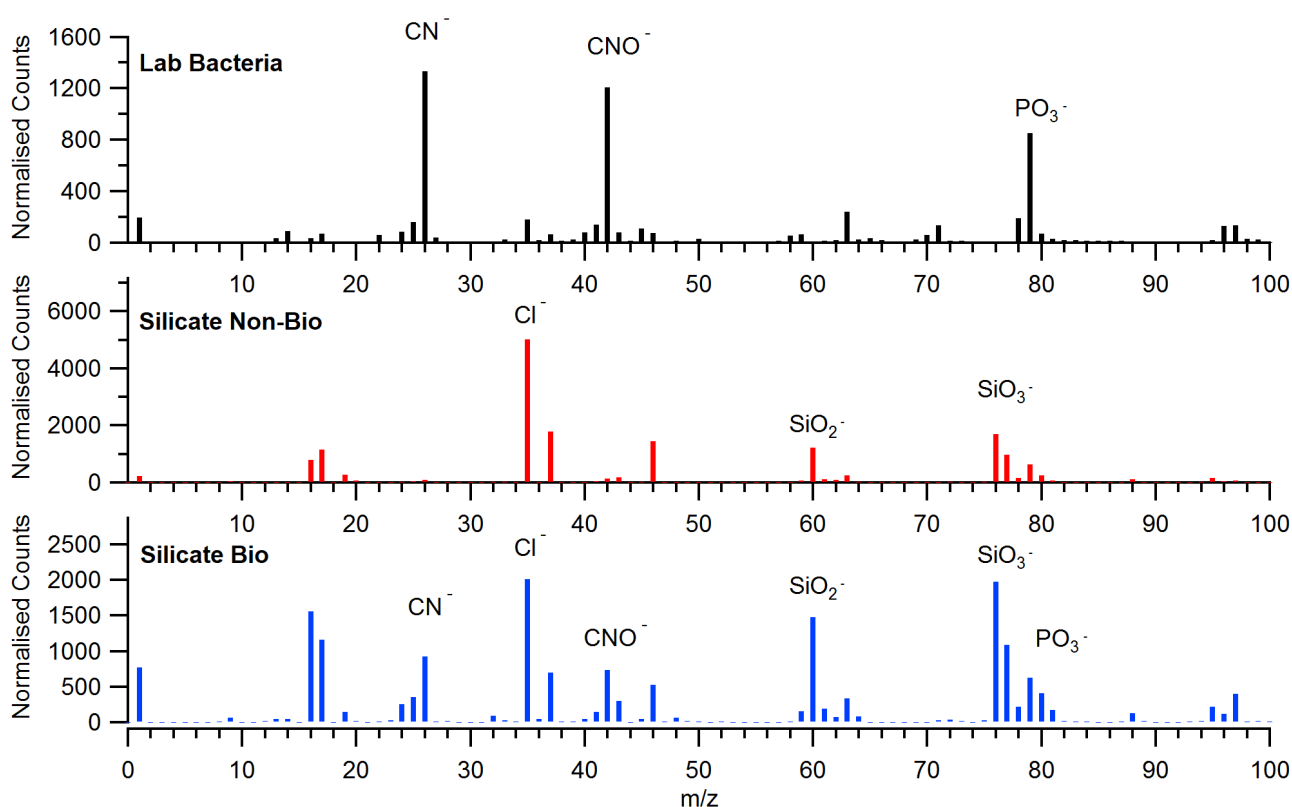 CN⁻
CNO⁻
PO₃⁻
Lab Bacteria
Normalised Counts
1600
1200
800
400
0
10 20 30 40 50 60 70 80 90 100
Cl⁻
SiO₂⁻
SiO₃⁻
Silicate Non-Bio
Normalised Counts
6000
4000
2000
0
10 20 30 40 50 60 70 80 90 100
Cl⁻
SiO₃⁻
Silicate Bio
SiO₂⁻
CN⁻
CNO⁻
PO₃⁻
Normalised Counts
2500
2000
1500
1000
500
0
0 10 20 30 40 50 60 70 80 90 100
m/z